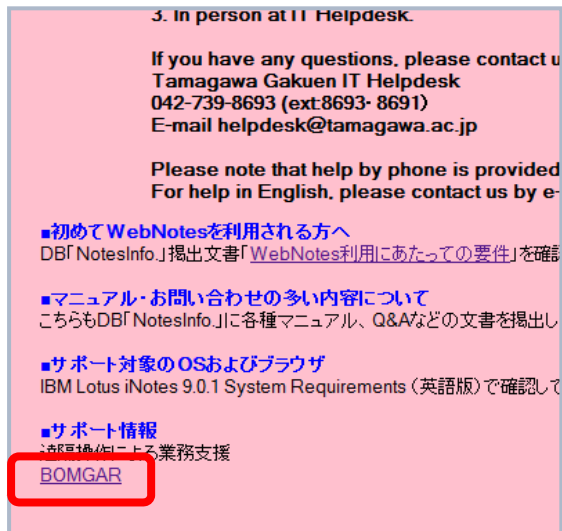 3. In person at IT Helpdesk.
If you have any questions, please contact u
Tamagawa Gakuen IT Helpdesk
042-739-8693 (ext:8693・8691)
E-mail helpdesk@tamagawa.ac.jp
Please note that help by phone is provided
For help in English, please contact us by e-
■初めてWebNotesを利用される方へ
DB「NotesInfo.」掲出文書「WebNotes利用にあたっての要件」を確認
■マニュアル・お問い合わせの多い内容について
こちらもDB「NotesInfo.」に各種マニュアル、Q&Aなどの文書を掲出し
■サポート対象のOSおよびブラウザ
IBM Lotus iNotes 9.0.1 System Requirements (英語版)で確認して
■サポート情報
遠隔操作による業務支援
BOMGAR